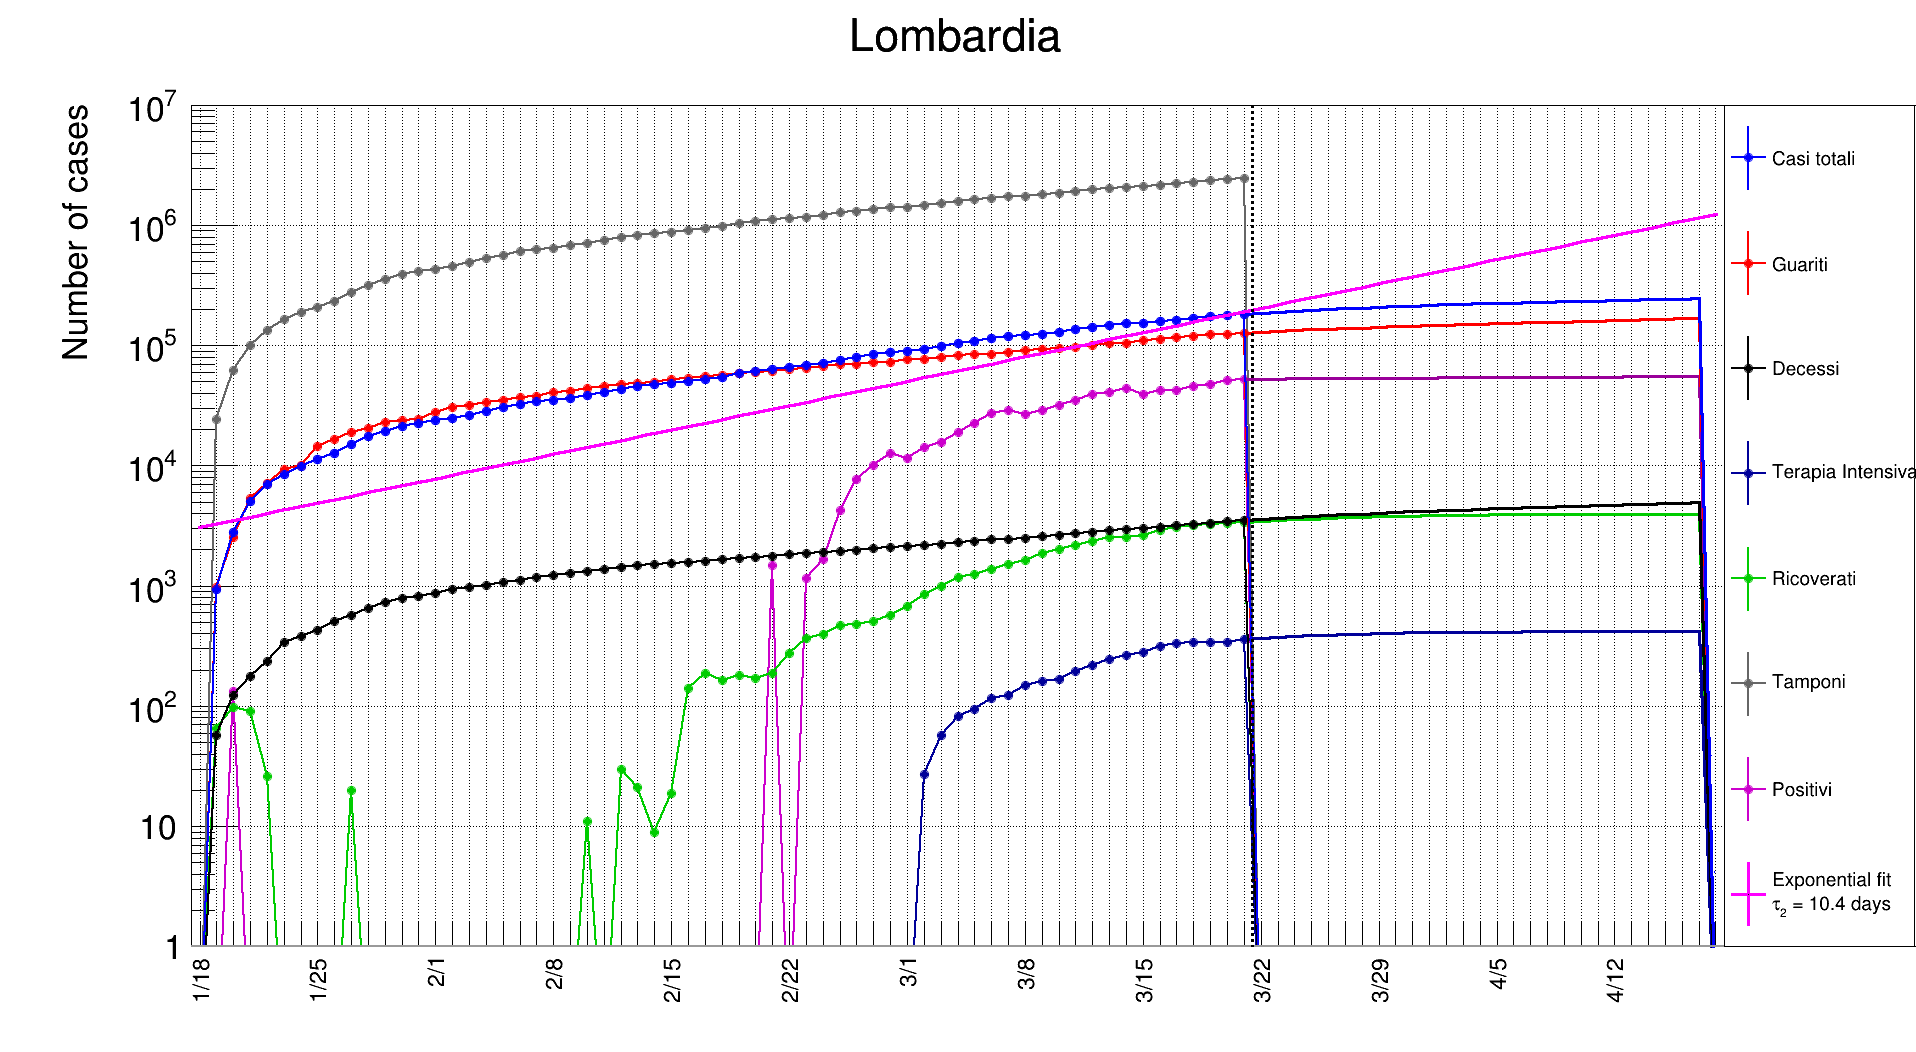 Lombardia
Number of cases
10^7
10^6
10^5
10^4
10^3
10^2
10
1
1/18
1/25
2/1
2/8
2/15
2/22
3/1
3/8
3/15
3/22
3/29
4/5
4/12
Casi totali
Guariti
Decessi
Terapia Intensiva
Ricoverati
Tamponi
Positivi
Exponential fit
τ_2 = 10.4 days